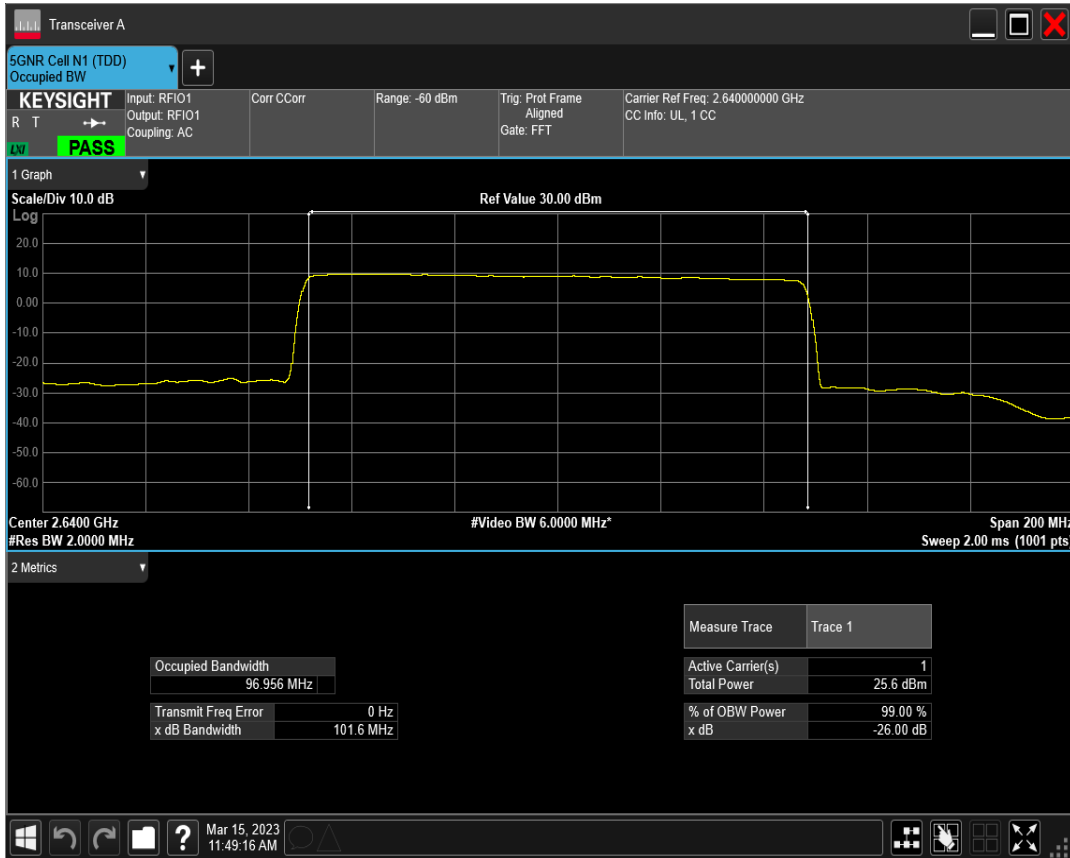 Transceiver A
5GNR Cell N1 (TDD)
Occupied BW
+
KEYSIGHT
R T
LXI
PASS
Input: RFIO1
Output: RFIO1
Coupling: AC
Corr CCorr
Range: -60 dBm
Trig: Prot Frame
Aligned
Gate: FFT
Carrier Ref Freq: 2.640000000 GHz
CC Info: UL, 1 CC
1 Graph
Scale/Div 10.0 dB
Ref Value 30.00 dBm
Log
20.0
10.0
0.00
-10.0
-20.0
-30.0
-40.0
-50.0
-60.0
Center 2.6400 GHz
#Video BW 6.0000 MHz*
Span 200 MHz
#Res BW 2.0000 MHz
Sweep 2.00 ms (1001 pts)
2 Metrics
Measure Trace Trace 1
Occupied Bandwidth
96.956 MHz
Transmit Freq Error 0 Hz
x dB Bandwidth 101.6 MHz
Active Carrier(s) 1
Total Power 25.6 dBm
% of OBW Power 99.00 %
x dB -26.00 dB
?
Mar 15, 2023
11:49:16 AM